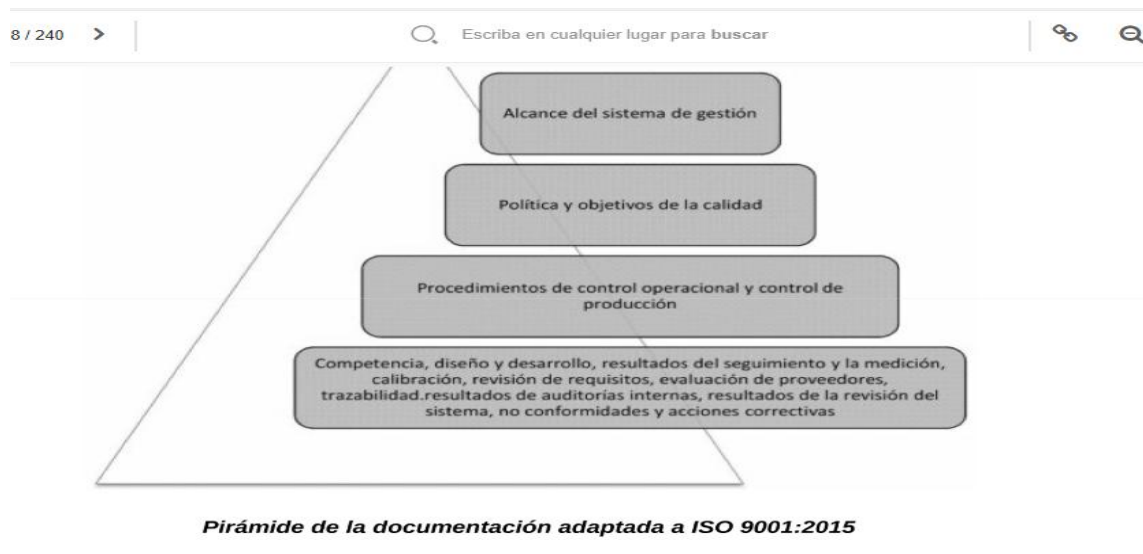 8 / 240
Escriba en cualquier lugar para buscar
Alcance del sistema de gestión
Política y objetivos de la calidad
Procedimientos de control operacional y control de
producción
Competencia, diseño y desarrollo, resultados del seguimiento y la medición,
calibración, revisión de requisitos, evaluación de proveedores,
trazabilidad.resultados de auditorías internas, resultados de la revisión del
sistema, no conformidades y acciones correctivas
Pirámide de la documentación adaptada a ISO 9001:2015